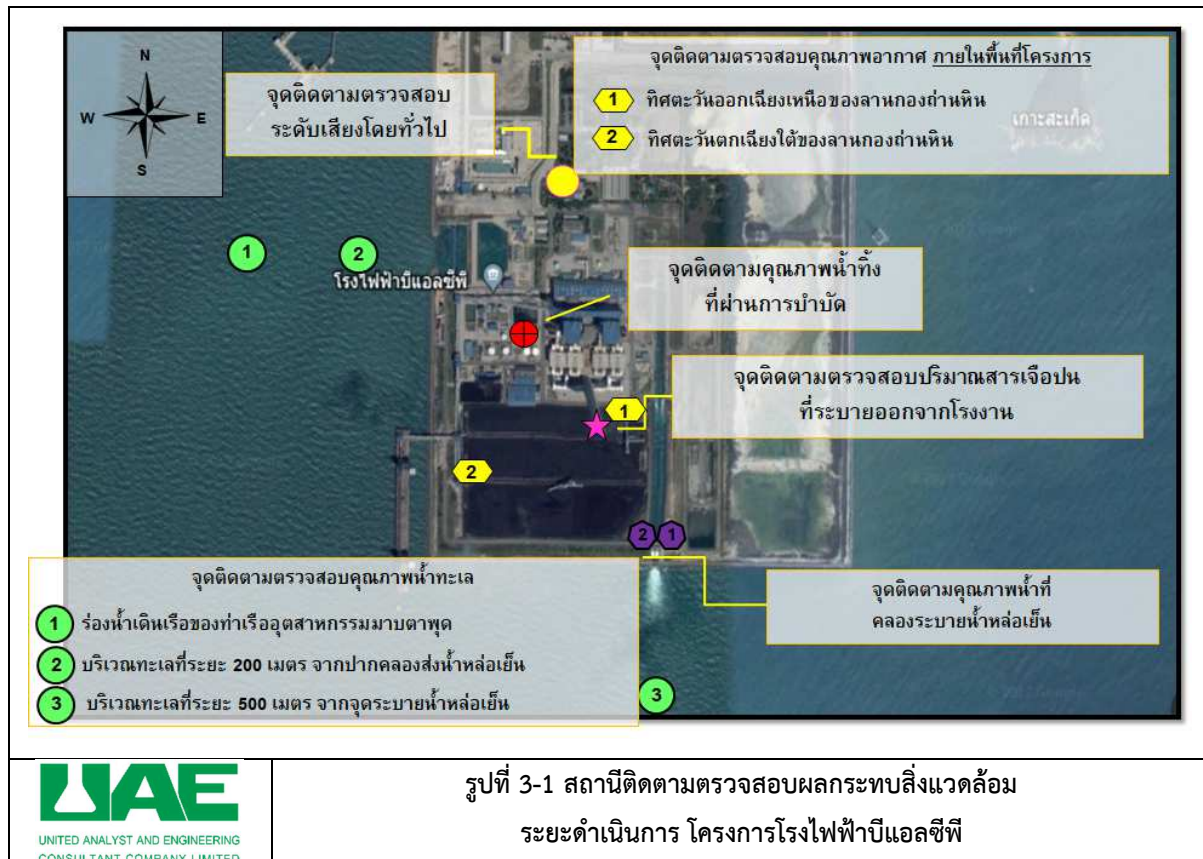 N
W
E
S
จุดติดตามตรวจสอบ
ระดับเสียงโดยทั่วไป
จุดติดตามตรวจสอบคุณภาพอากาศ ภายในพื้นที่โครงการ
1 ทิศตะวันออกเฉียงเหนือของลานกองถ่านหิน
2 ทิศตะวันตกเฉียงใต้ของลานกองถ่านหิน
เกาะสะเก็ด
1
2
โรงไฟฟ้าบีแอลซีพี
จุดติดตามคุณภาพน้ำทิ้ง
ที่ผ่านการบำบัด
จุดติดตามตรวจสอบปริมาณสารเจือปน
ที่ระบายออกจากโรงงาน
1
2
2
1
จุดติดตามตรวจสอบคุณภาพน้ำทะเล
1 ร่องน้ำเดินเรือของท่าเรืออุตสาหกรรมมาบตาพุด
2 บริเวณทะเลที่ระยะ 200 เมตร จากปากคลองส่งน้ำหล่อเย็น
3 บริเวณทะเลที่ระยะ 500 เมตร จากจุดระบายน้ำหล่อเย็น
จุดติดตามคุณภาพน้ำที่
คลองระบายน้ำหล่อเย็น
3
UAE
UNITED ANALYST AND ENGINEERING
CONSULTANT COMPANY LIMITED
รูปที่ 3-1 สถานีติดตามตรวจสอบผลกระทบสิ่งแวดล้อม
ระยะดำเนินการ โครงการโรงไฟฟ้าบีแอลซีพี